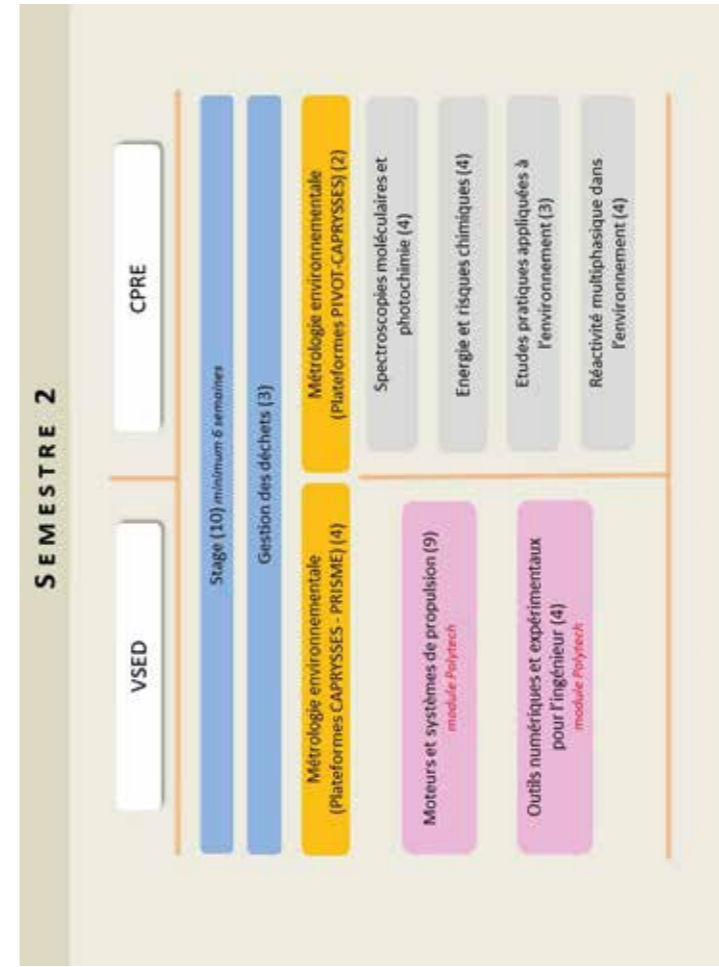 SEMESTRE 2
VSED
CPRE
Stage (10) minimum 6 semaines
Gestion des déchets (3)
Métrologie environnementale
(Plateformes CAPRYSSES - PRISME) (4)
Métrologie environnementale
(Plateformes PIVOT-CAPRYSSES) (2)
Moteurs et systèmes de propulsion (9)
module Polytech
Outils numériques et expérimentaux
pour l'ingénieur (4)
module Polytech
Spectroscopies moléculaires et
photochimie (4)
Energie et risques chimiques (4)
Etudes pratiques appliquées à
l'environnement (3)
Réactivité multiphasique dans
l'environnement (4)